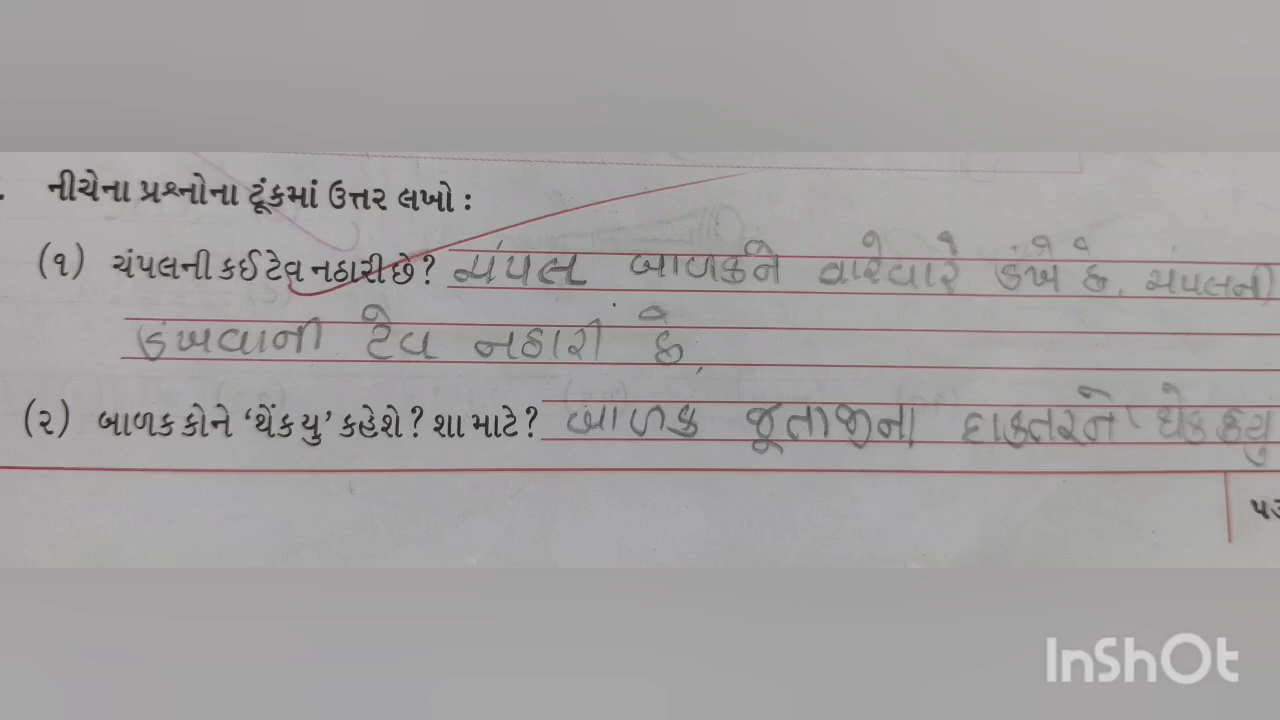 . નીચેના પ્રશ્નોના ટૂંકમાં ઉત્તર લખો :
(૧) ચંપલની કઈ ટેવ નઠારી છે? ચંપલ બાળકને વારેવારે ડંખે છે. ચંપલની
ડંખવાની ટેવ નઠારી છે.
(૨) બાળક કોને ‘થેંક યુ’ કહેશે? શા માટે? બાળક જૂતાજીના દાકતરને થેંક
InShOt